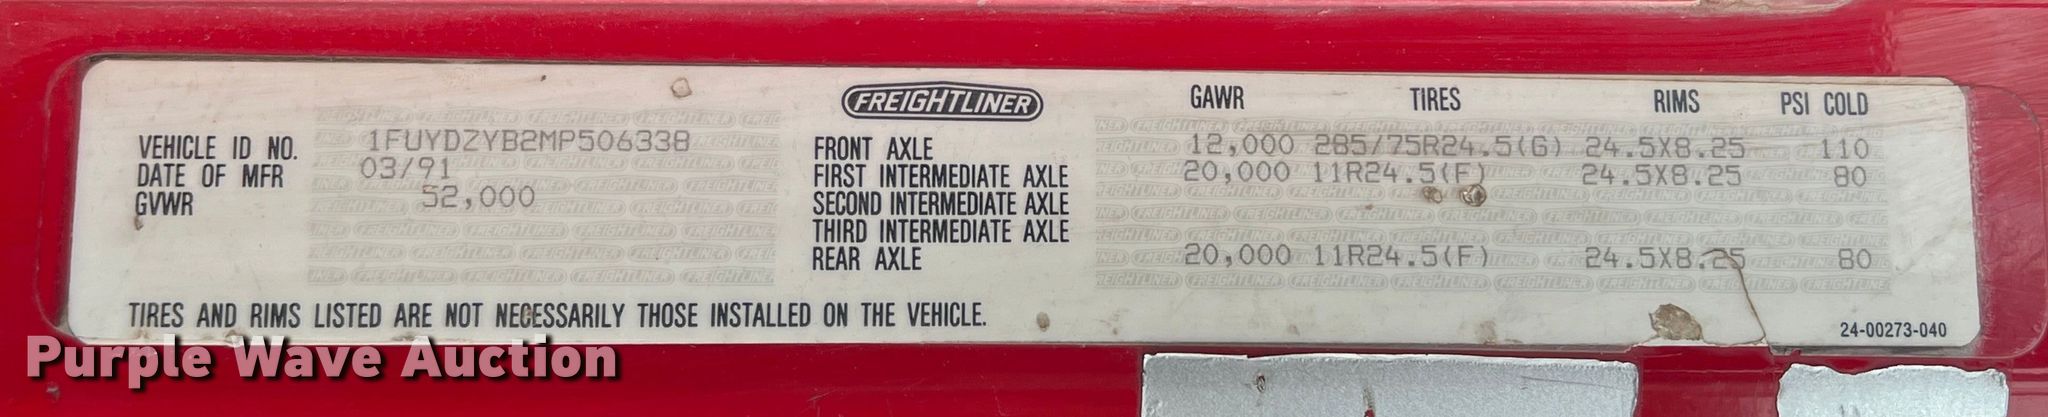 FREIGHTLINER
GAWR TIRES RIMS PSI COLD
VEHICLE ID NO. 1FUYDZYB2MP506338
DATE OF MFR 03/91
GVWR 52,000
FRONT AXLE 12,000 285/75R24.5(G) 24.5X8.25 110
FIRST INTERMEDIATE AXLE 20,000 11R24.5(F) 24.5X8.25 80
SECOND INTERMEDIATE AXLE
THIRD INTERMEDIATE AXLE
REAR AXLE 20,000 11R24.5(F) 24.5X8.25 80
TIRES AND RIMS LISTED ARE NOT NECESSARILY THOSE INSTALLED ON THE VEHICLE.
24-00273-040
Purple Wave Auction